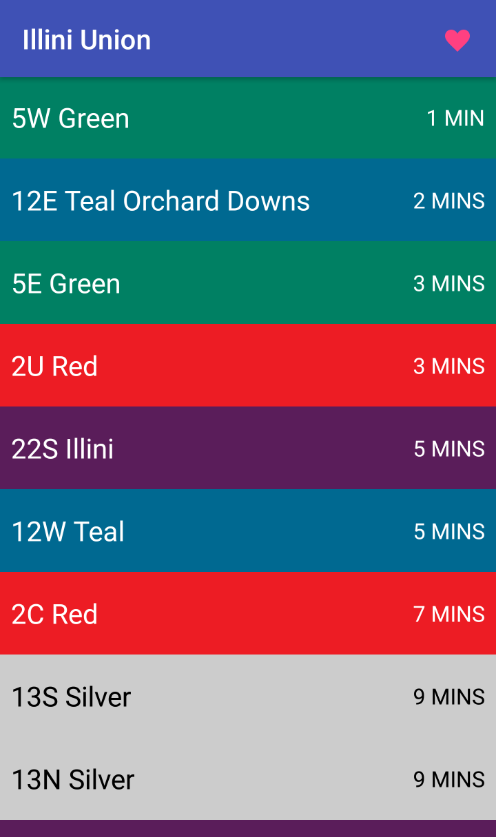 Illini Union
5W Green 1 MIN
12E Teal Orchard Downs 2 MINS
5E Green 3 MINS
2U Red 3 MINS
22S Illini 5 MINS
12W Teal 5 MINS
2C Red 7 MINS
13S Silver 9 MINS
13N Silver 9 MINS